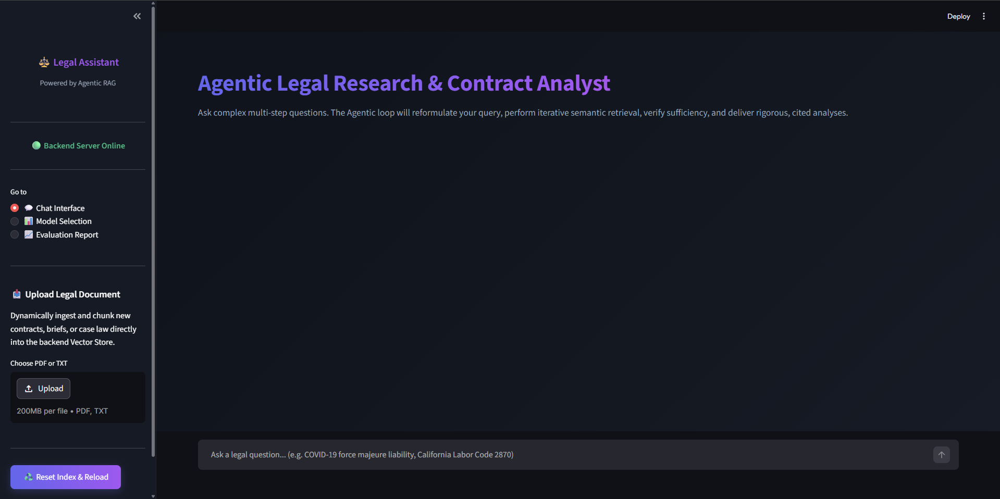 Deploy
Legal Assistant
Powered by Agentic RAG
Backend Server Online
Go to
Chat Interface
Model Selection
Evaluation Report
Upload Legal Document
Dynamically ingest and chunk new
contracts, briefs, or case law directly
into the backend Vector Store.
Choose PDF or TXT
Upload
200MB per file • PDF, TXT
Reset Index & Reload
Agentic Legal Research & Contract Analyst
Ask complex multi-step questions. The Agentic loop will reformulate your query, perform iterative semantic retrieval, verify sufficiency, and deliver rigorous, cited analyses.
Ask a legal question... (e.g. COVID-19 force majeure liability, California Labor Code 2870)